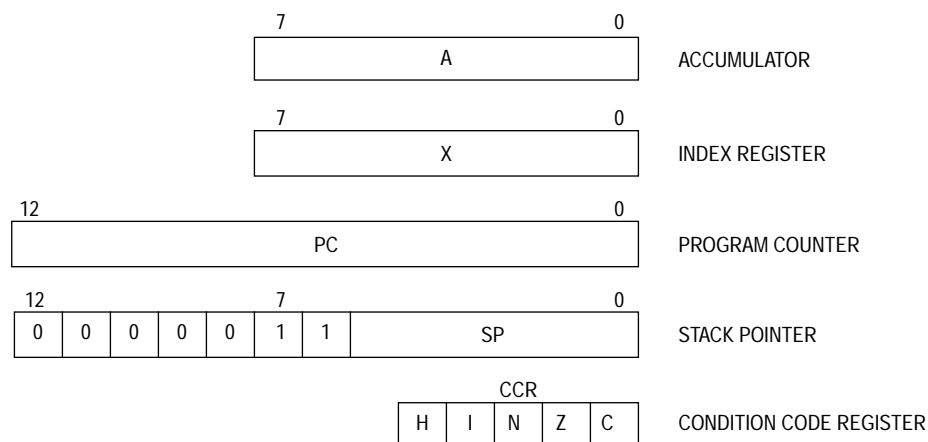 7 0
A ACCUMULATOR
7 0
X INDEX REGISTER
12 0
PC PROGRAM COUNTER
12 7 0
0 0 0 0 0 1 1 SP STACK POINTER
CCR
H I N Z C CONDITION CODE REGISTER